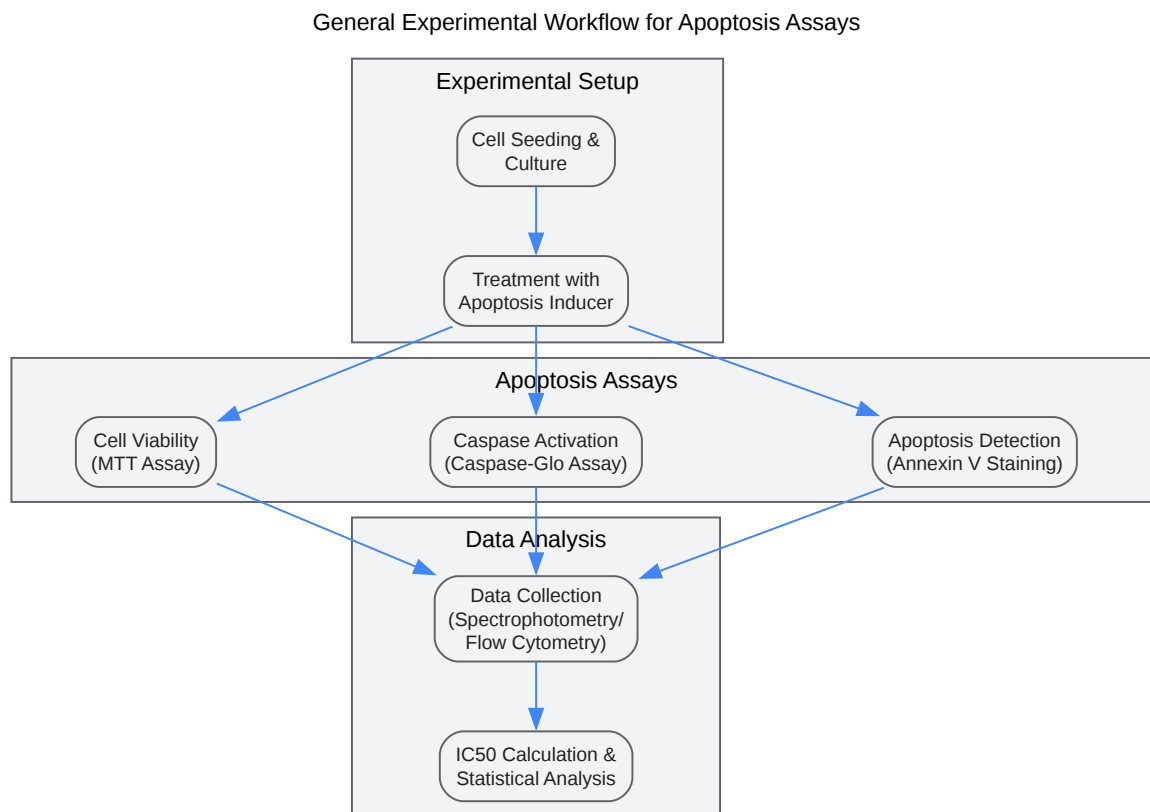 General Experimental Workflow for Apoptosis Assays
Experimental Setup
Cell Seeding &
Culture
Treatment with
Apoptosis Inducer
Apoptosis Assays
Cell Viability
(MTT Assay)
Caspase Activation
(Caspase-Glo Assay)
Apoptosis Detection
(Annexin V Staining)
Data Analysis
Data Collection
(Spectrophotometry/
Flow Cytometry)
IC50 Calculation &
Statistical Analysis